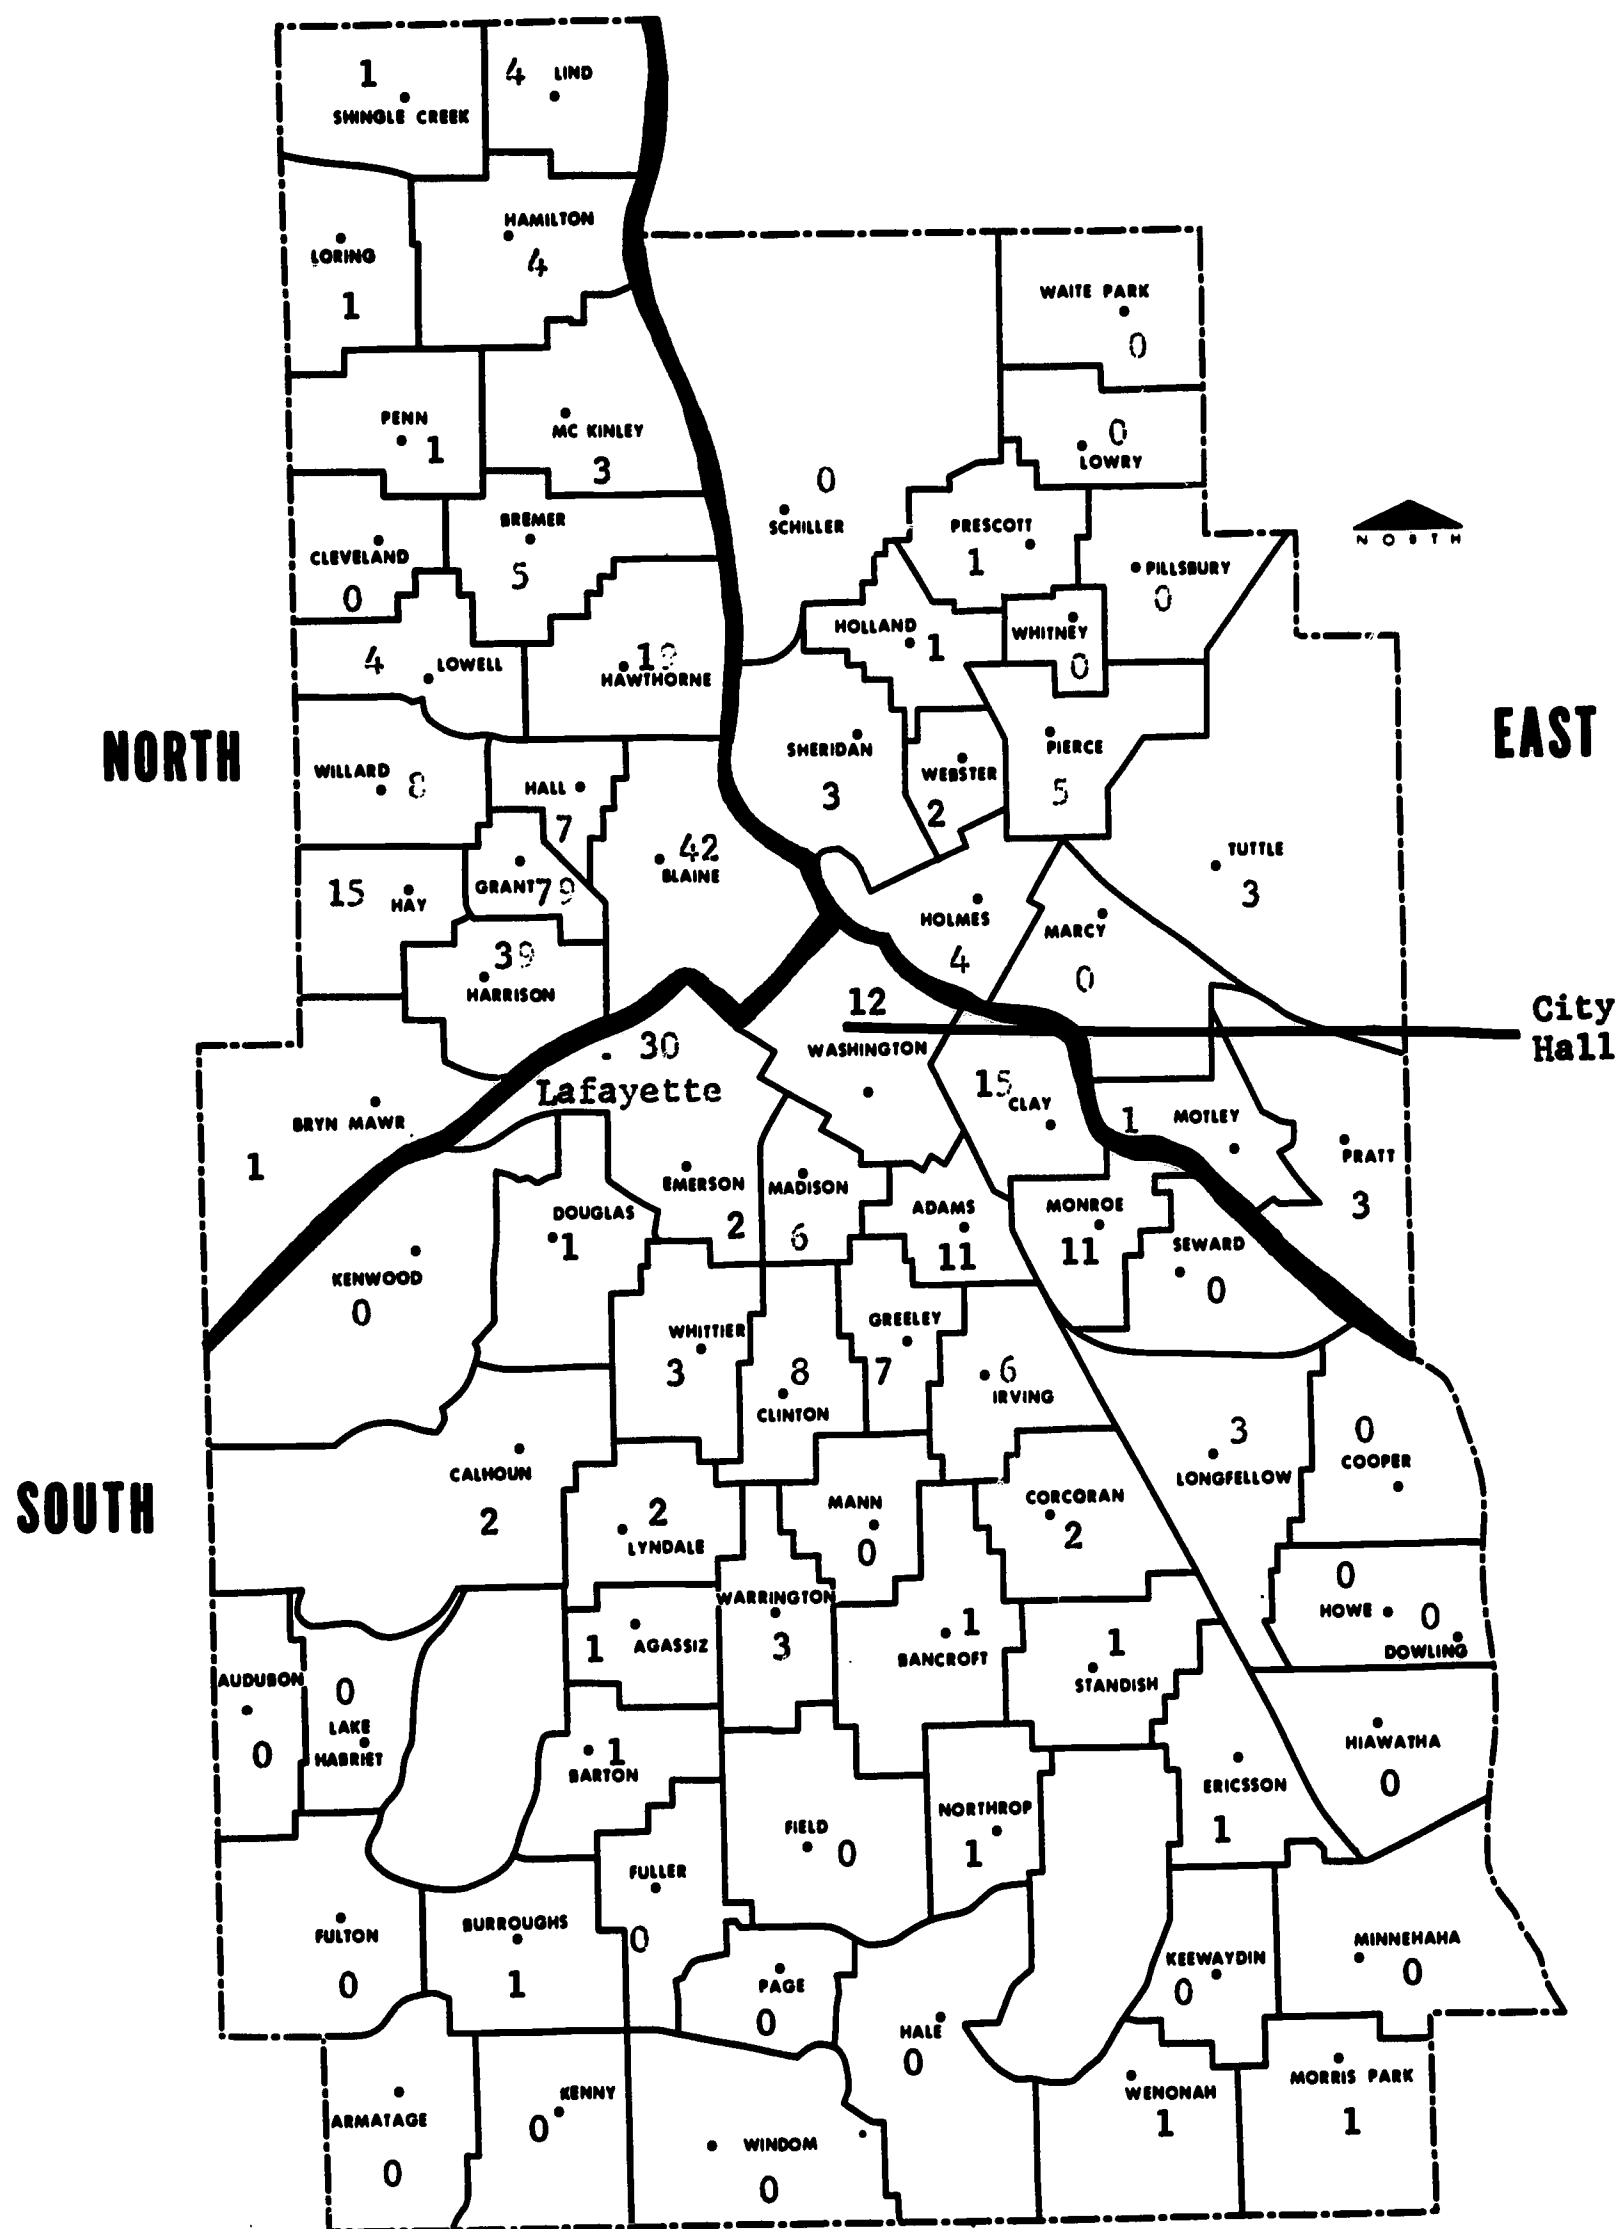 1
SHINGLE CREEK
4 LIND
HAMILTON
4
LORING
1
WAITE PARK
0
PENN
1
MC KINLEY
3
0
LOWRY
0
SCHILLER
BREMER
5
CLEVELAND
0
PRESCOTT
1
NORTH
PILLSBURY
0
HOLLAND
1
WHITNEY
0
4 LOWELL
19
HAWTHORNE
NORTH
EAST
WILLARD
8
HALL
7
SHERIDAN
3
WEBSTER
2
PIERCE
5
42
BLAINE
TUTTLE
3
15 HAY
GRANT 79
HOLMES
4
MARCY
0
39
HARRISON
12
WASHINGTON
City
Hall
30
Lafayette
BRYN MAWR
1
15
CLAY
1
MOTLEY
PRATT
3
EMERSON
2
MADISON
6
DOUGLAS
1
ADAMS
11
MONROE
11
SEWARD
0
KENWOOD
0
WHITTIER
3
GREELEY
7
8
CLINTON
6
IRVING
3
LONGFELLOW
0
COOPER
SOUTH
CALHOUN
2
2
LYNDALE
MANN
0
CORCORAN
2
0
HOWE
0
DOWLING
WARRINGTON
3
1 AGASSIZ
1
BANCROFT
1
STANDISH
AUDUBON
0
0
LAKE
HARRIET
HIAWATHA
0
1
BARTON
ERICSSON
1
NORTHROP
1
FIELD
0
FULLER
0
FULTON
0
BURROUGHS
1
KEEWAYDIN
0
MINNEHAHA
0
PAGE
0
HALE
0
ARMATAGE
0
KENNY
0
WENONAH
1
MORRIS PARK
1
WINDOM
0